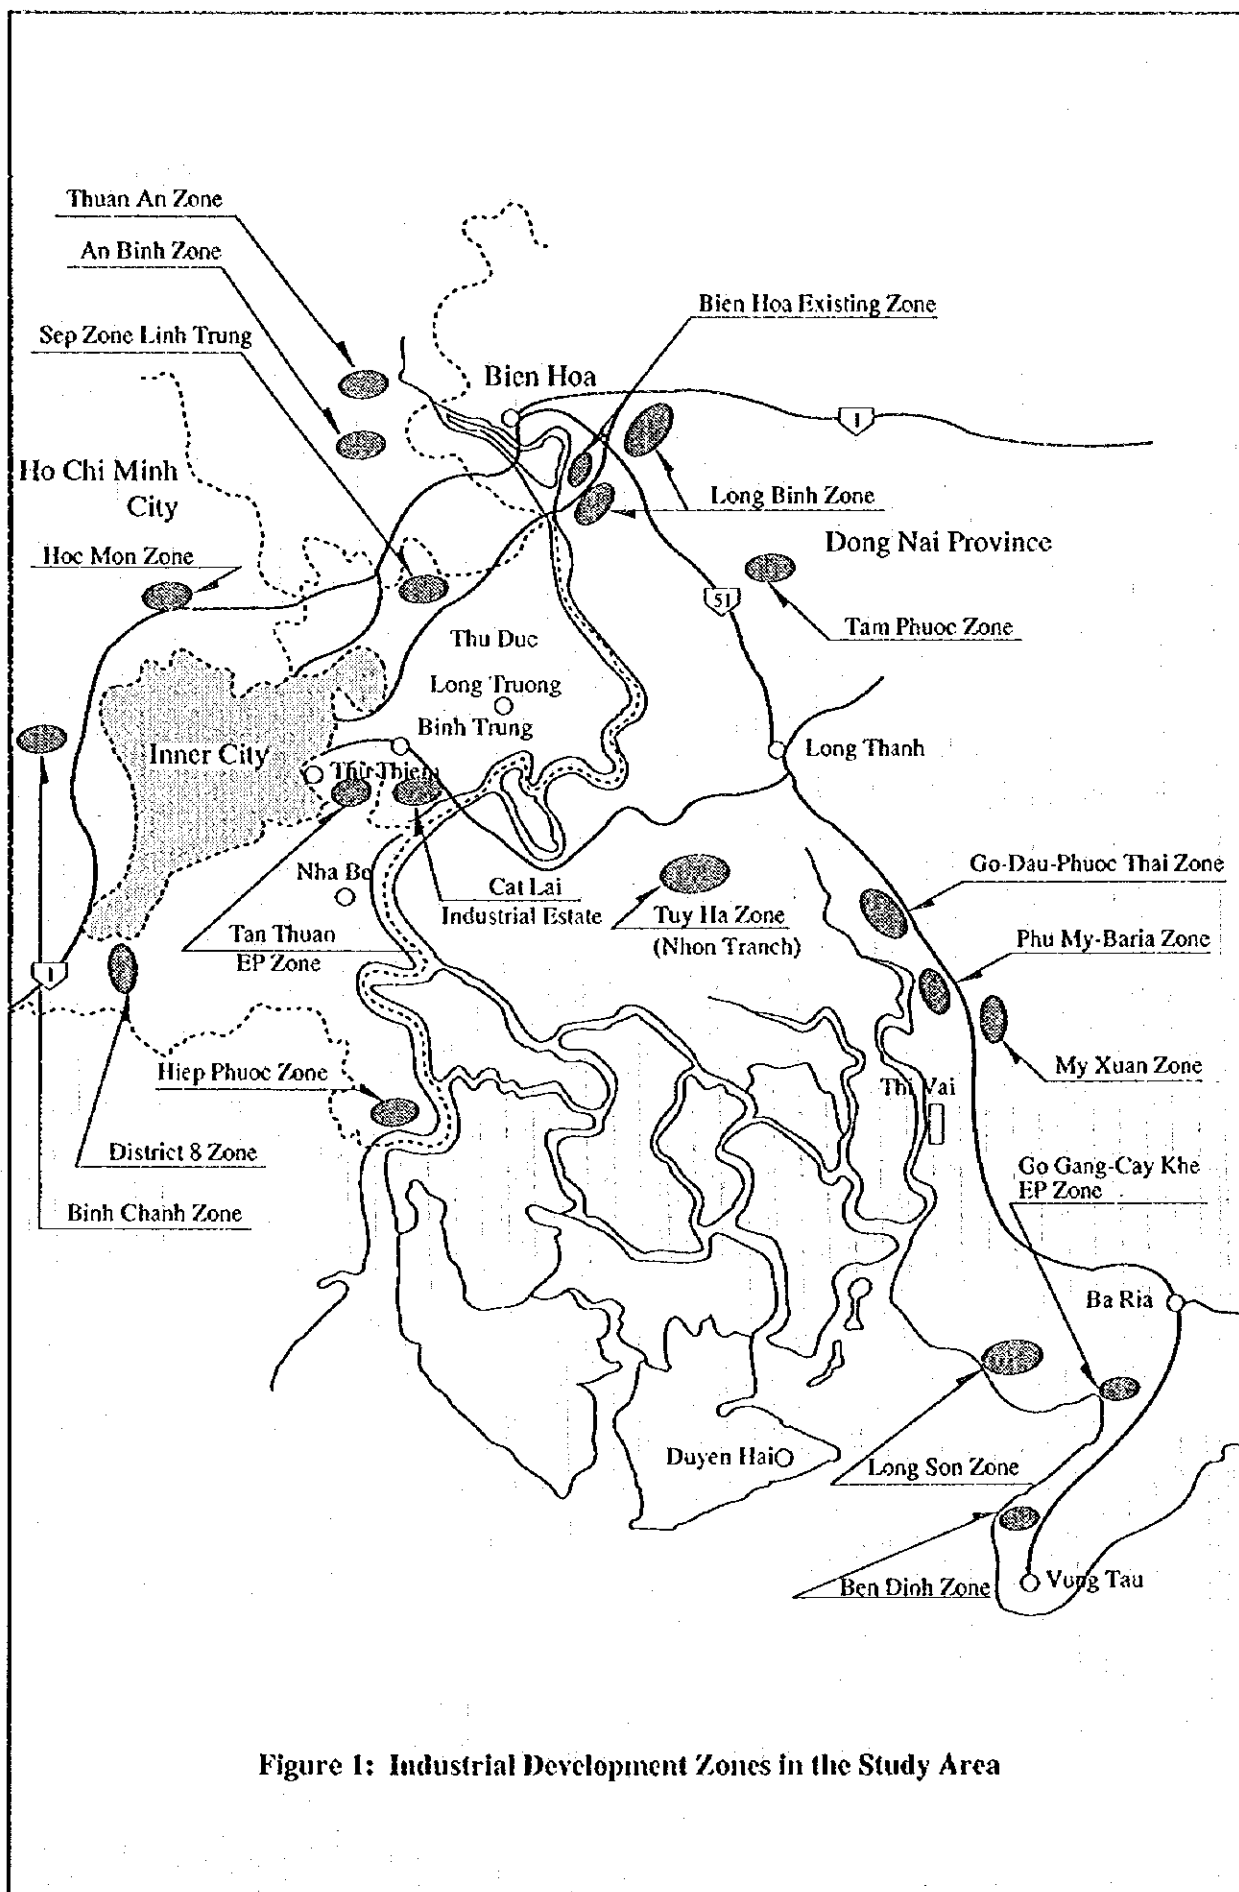 Thuan An Zone
An Binh Zone
Bien Hoa Existing Zone
Sep Zone Linh Trung
Bien Hoa
1
Ho Chi Minh
City
Long Binh Zone
Dong Nai Province
Hoc Mon Zone
51
Tam Phuoc Zone
Thu Duc
Long Truong
Binh Trung
Long Thanh
Inner City
Thu Thiem
Nha Be
Cat Lai
Industrial Estate
Go-Dau-Phuoc Thai Zone
Tuy Ha Zone
(Nhon Tranch)
Tan Thuan
EP Zone
Phu My-Baria Zone
1
Hiep Phuoc Zone
My Xuan Zone
Thi Vai
District 8 Zone
Go Gang-Cay Khe
EP Zone
Binh Chanh Zone
Ba Ria
Duyen Hai
Long Son Zone
Ben Dinh Zone
Vung Tau
Figure 1: Industrial Development Zones in the Study Area